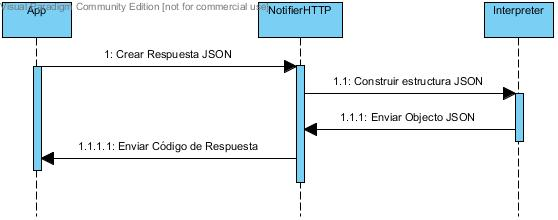 Visual Paradigm Community Edition [not for commercial use]
App
NotifierHTTP
Interpreter
1: Crear Respuesta JSON
1.1: Construir estructura JSON
1.1.1: Enviar Objecto JSON
1.1.1.1: Enviar Código de Respuesta